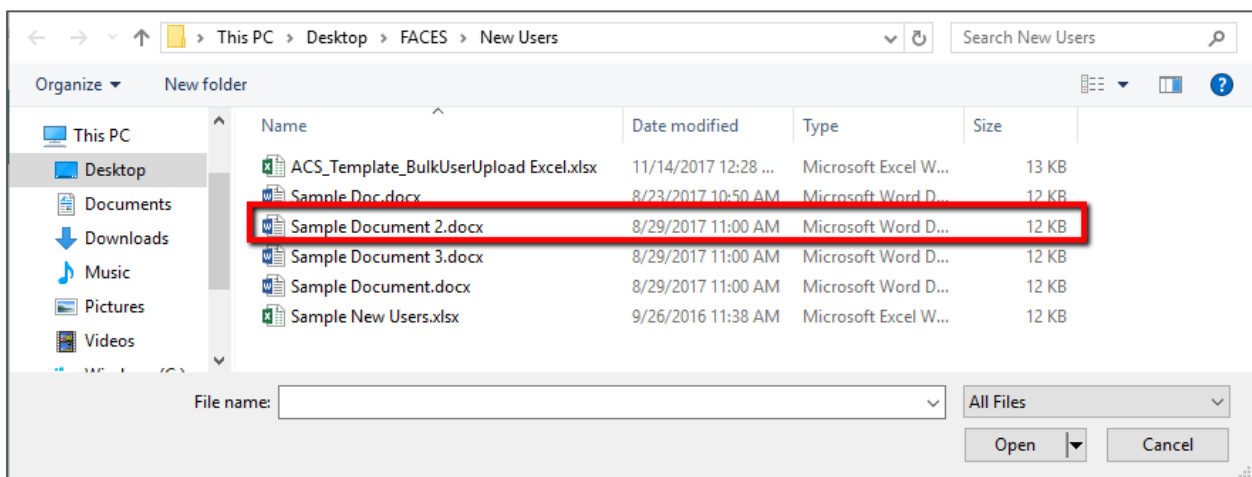 This PC > Desktop > FACES > New Users Search New Users
Organize New folder ?
Name Date modified Type Size
This PC
Desktop
Documents
Downloads
Music
Pictures
Videos
ACS_Template_BulkUserUpload Excel.xlsx 11/14/2017 12:28 ... Microsoft Excel W... 13 KB
Sample Doc.docx 8/23/2017 10:50 AM Microsoft Word D... 12 KB
Sample Document 2.docx 8/29/2017 11:00 AM Microsoft Word D... 12 KB
Sample Document 3.docx 8/29/2017 11:00 AM Microsoft Word D... 12 KB
Sample Document.docx 8/29/2017 11:00 AM Microsoft Word D... 12 KB
Sample New Users.xlsx 9/26/2016 11:38 AM Microsoft Excel W... 12 KB
File name: All Files
Open Cancel